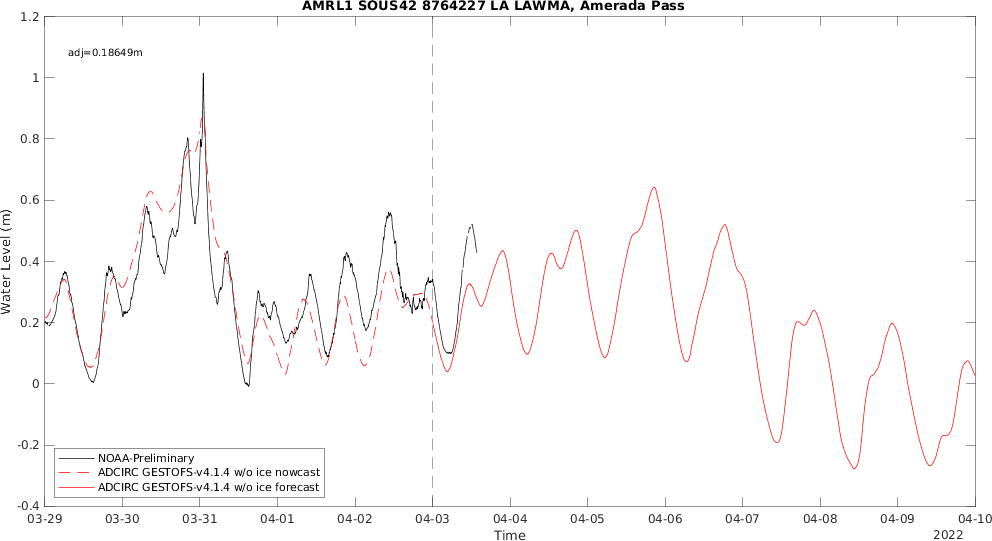 AMRL1 SOUS42 8764227 LA LAWMA, Amerada Pass
adj=0.18649m
1.2
1
0.8
0.6
0.4
0.2
0
-0.2
-0.4
Water Level (m)
NOAA-Preliminary
ADCIRC GESTOFS-v4.1.4 w/o ice nowcast
ADCIRC GESTOFS-v4.1.4 w/o ice forecast
03-29 03-30 03-31 04-01 04-02 04-03 04-04 04-05 04-06 04-07 04-08 04-09 04-10
Time
2022